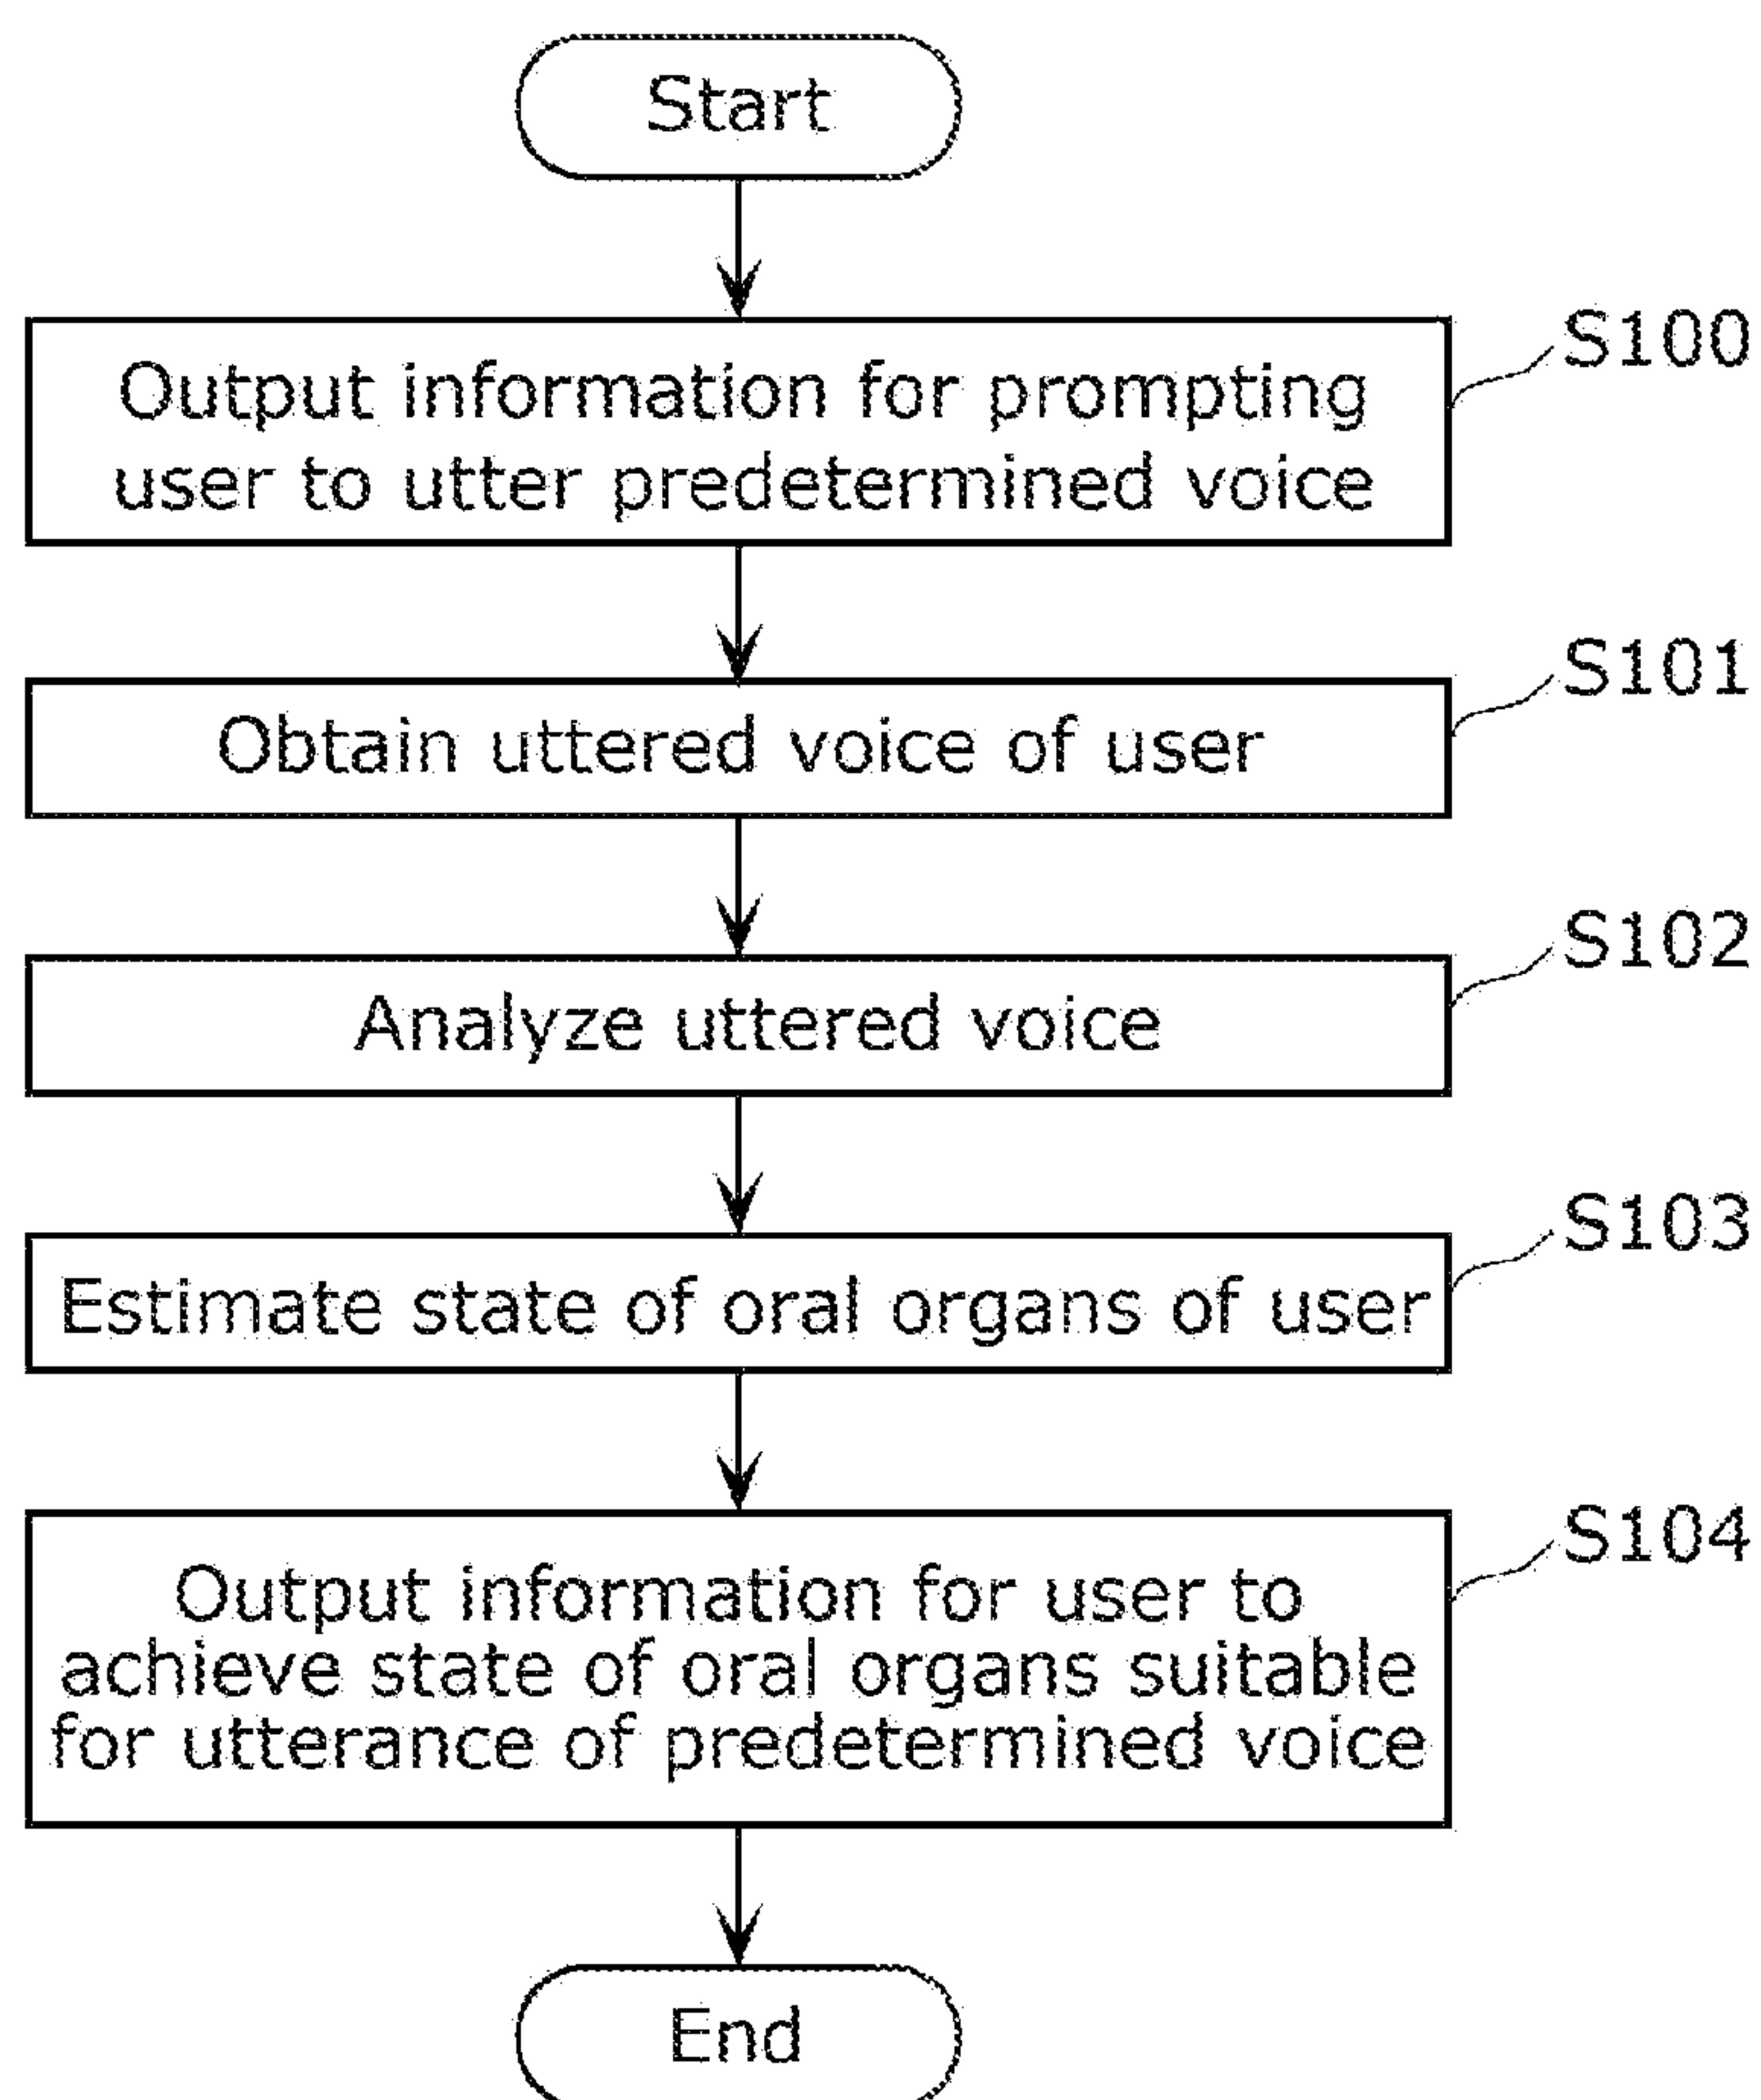 Start
Output information for prompting
user to utter predetermined voice
S100
Obtain uttered voice of user
S101
Analyze uttered voice
S102
Estimate state of oral organs of user
S103
Output information for user to
achieve state of oral organs suitable
for utterance of predetermined voice
S104
End